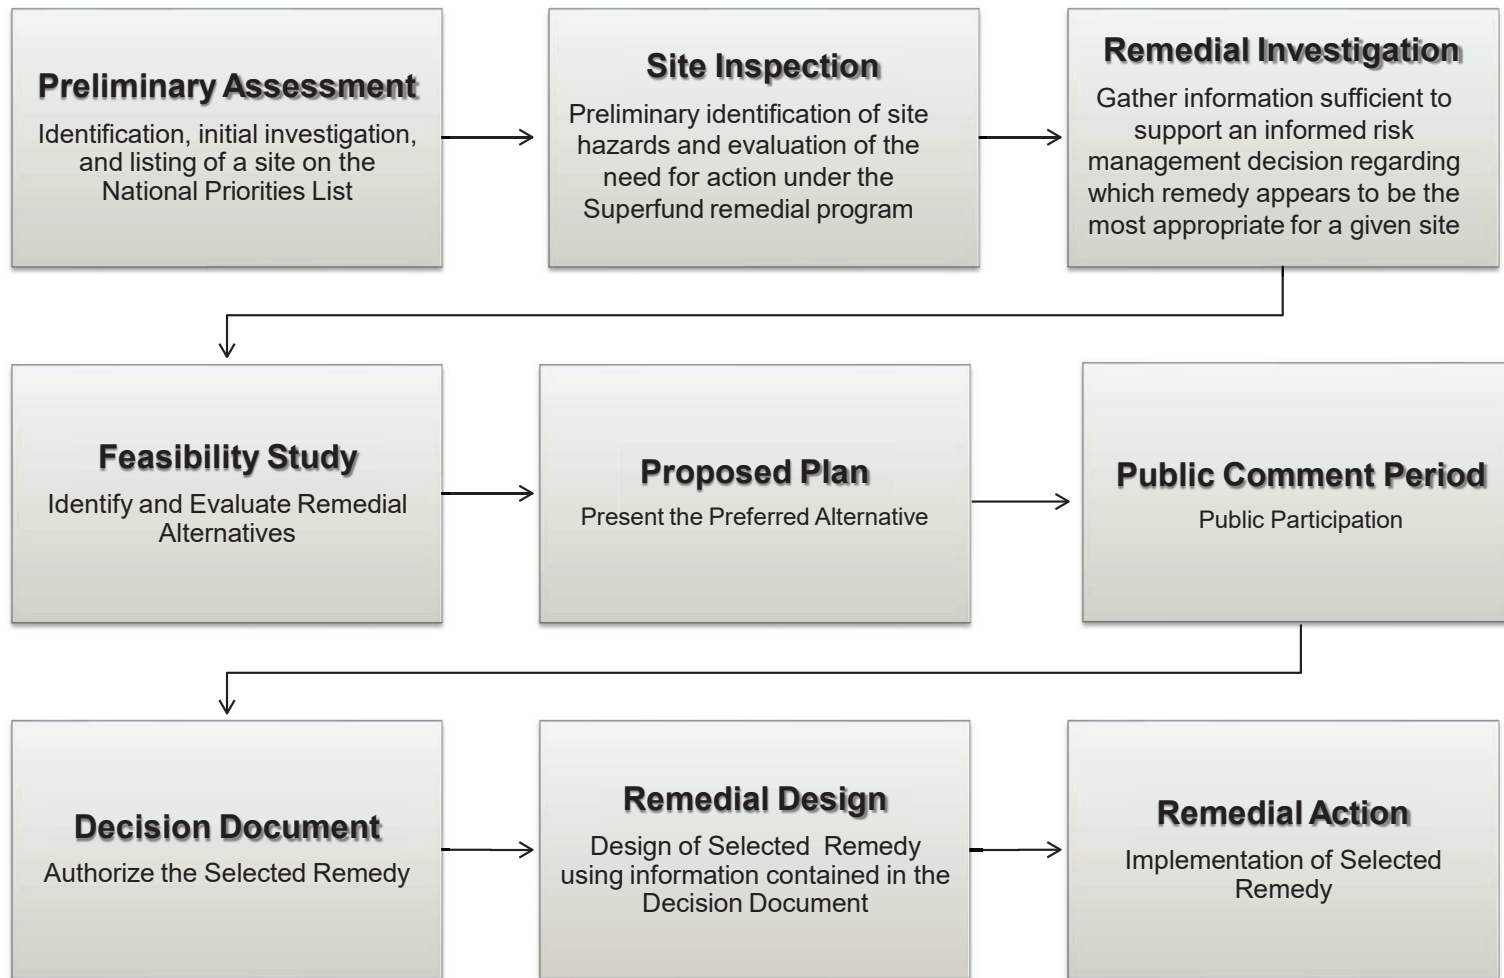 Preliminary Assessment
Identification, initial investigation,
and listing of a site on the
National Priorities List
Site Inspection
Preliminary identification of site
hazards and evaluation of the
need for action under the
Superfund remedial program
Remedial Investigation
Gather information sufficient to
support an informed risk
management decision regarding
which remedy appears to be the
most appropriate for a given site
Feasibility Study
Identify and Evaluate Remedial
Alternatives
Proposed Plan
Present the Preferred Alternative
Public Comment Period
Public Participation
Decision Document
Authorize the Selected Remedy
Remedial Design
Design of Selected Remedy
using information contained in the
Decision Document
Remedial Action
Implementation of Selected
Remedy